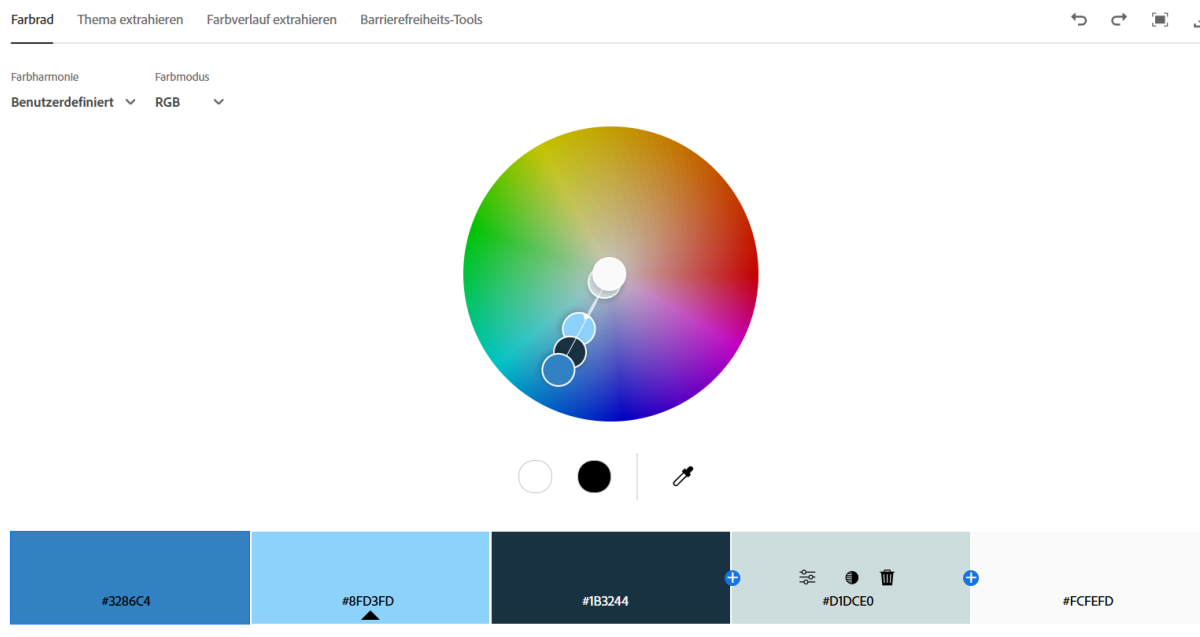 Farbrad Thema extrahieren Farbverlauf extrahieren Barrierefreiheits-Tools
Farbharmonie Farbmodus
Benutzerdefiniert RGB
#3286C4 #8FD3FD #1B3244 #D1DCE0 #FCFEFD